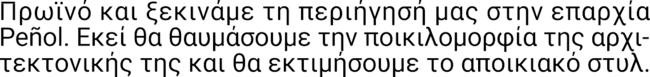 Πρωϊνό και ξεκινάμε τη περιήγησή μας στην επαρχία
Peñol. Εκεί θα θαυμάσουμε την ποικιλομορφία της αρχι-
τεκτονικής της και θα εκτιμήσουμε το αποικιακό στυλ.